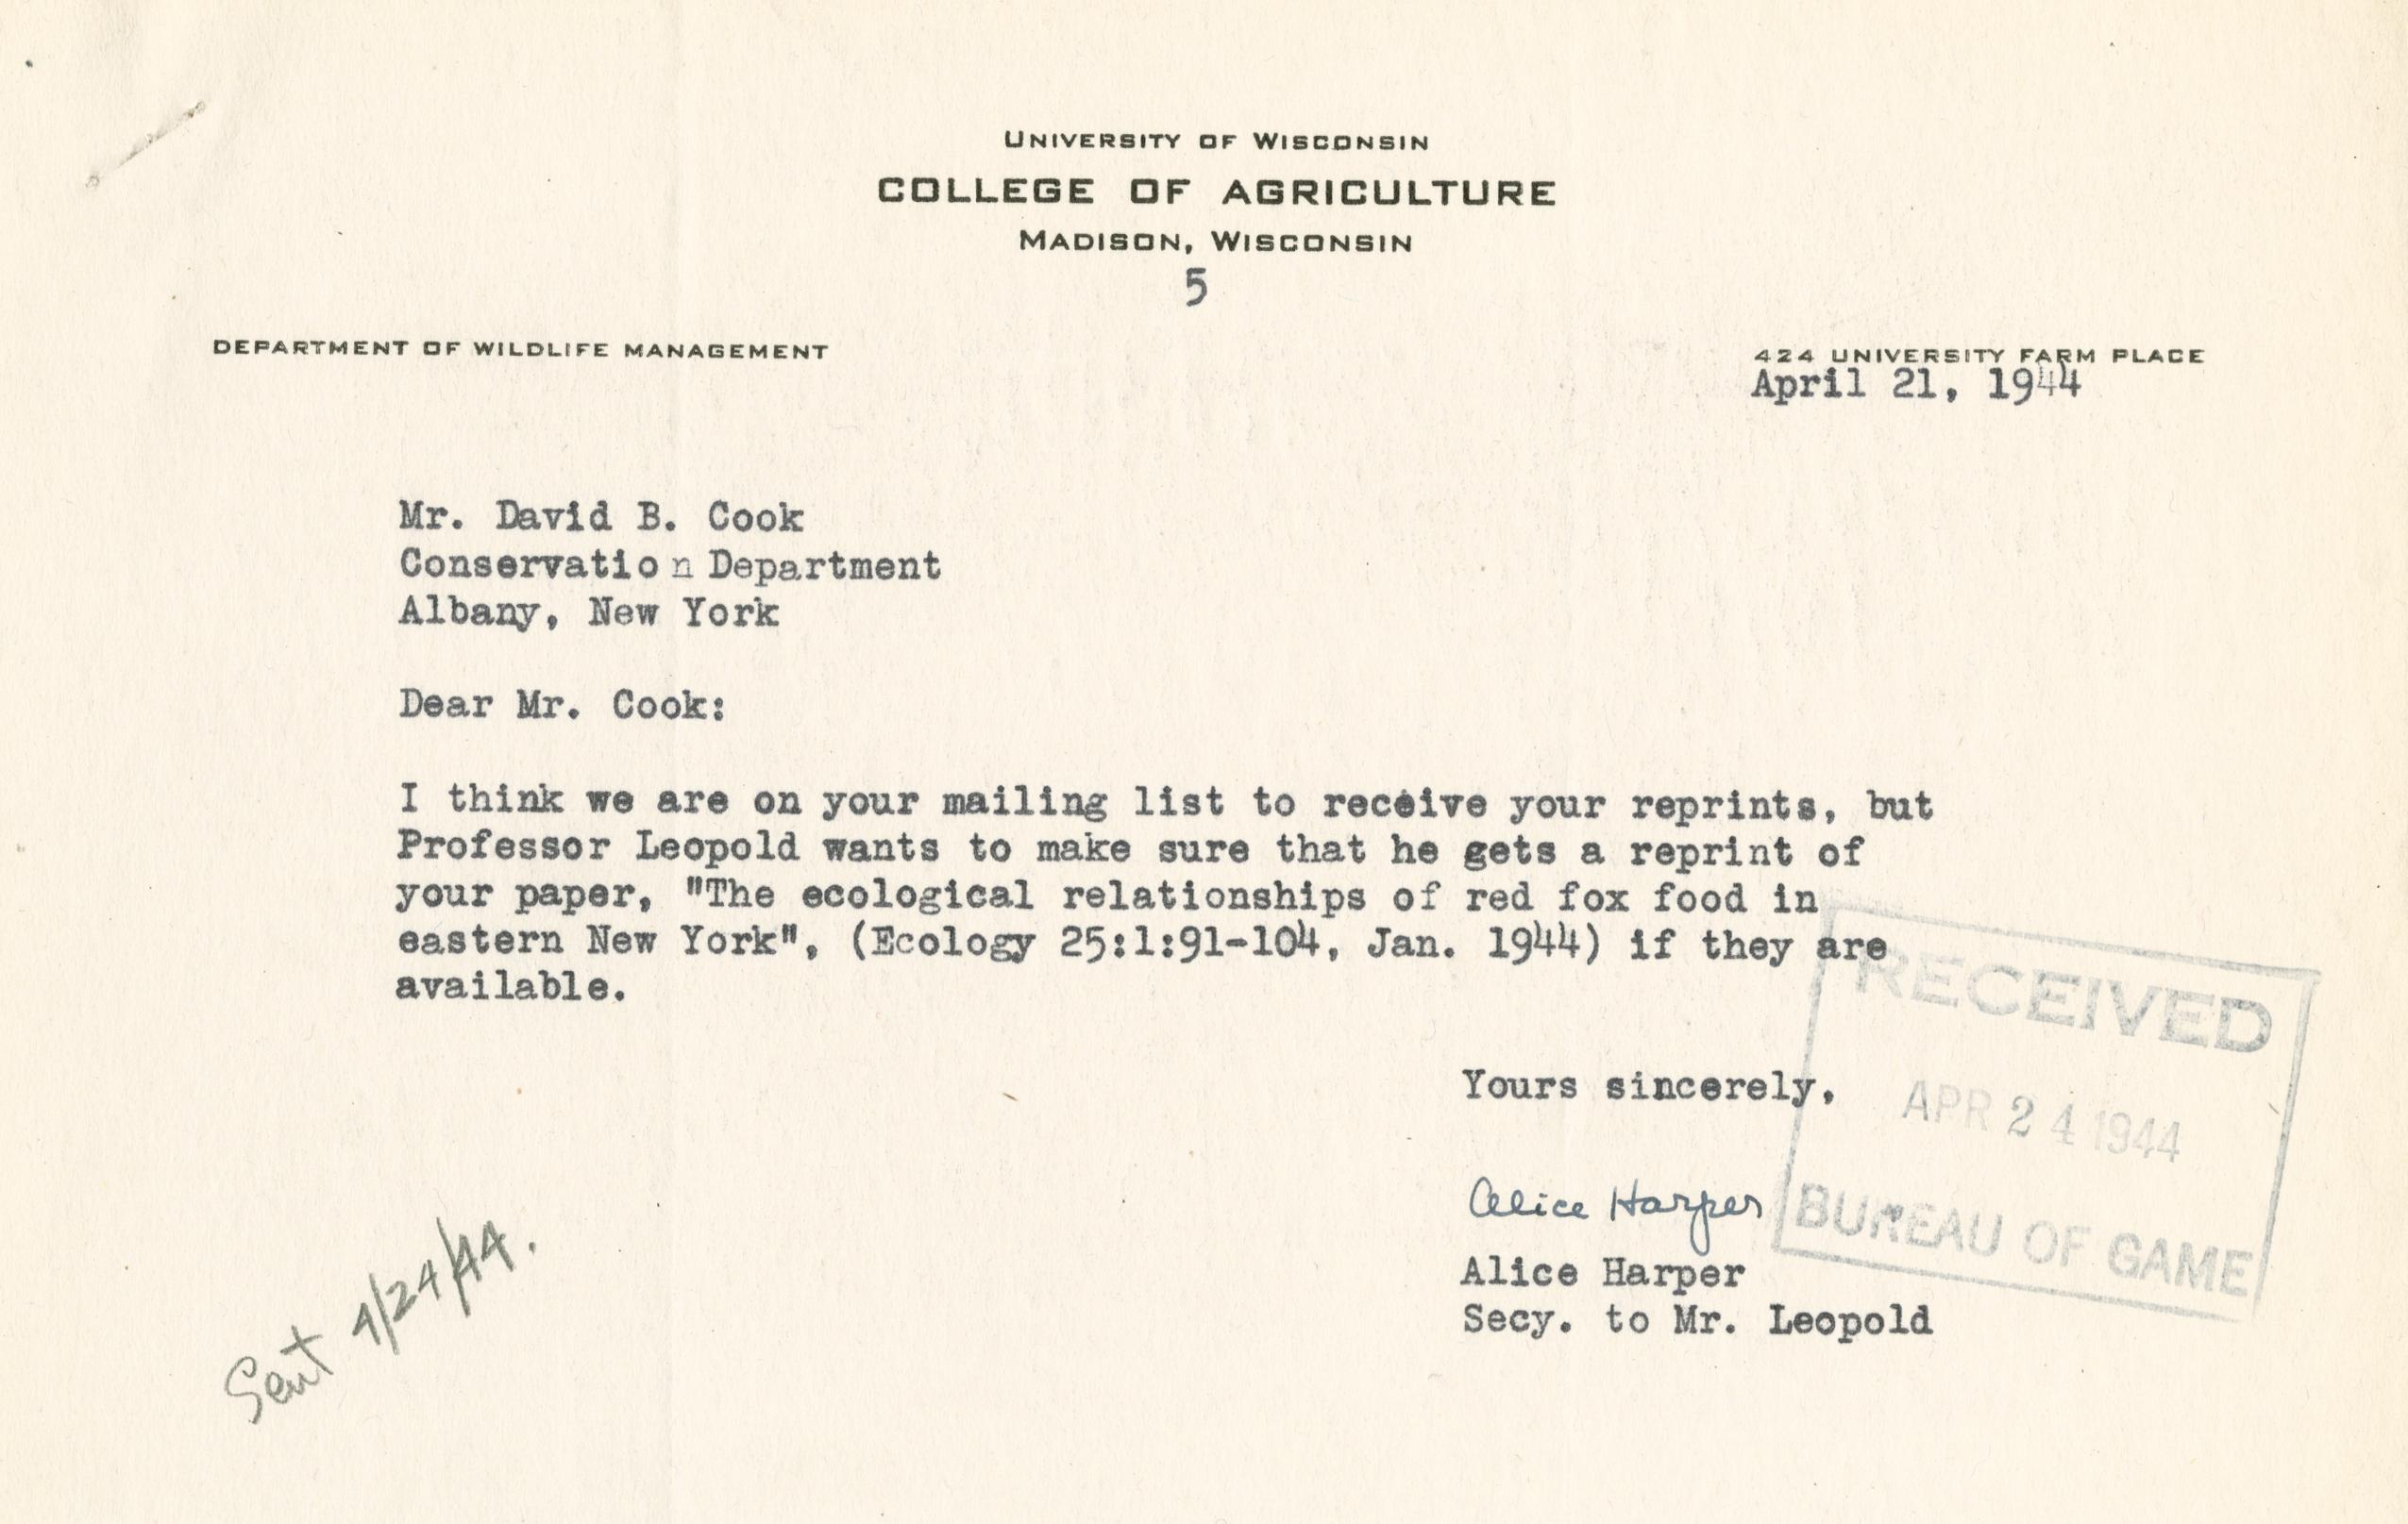 UNIVERSITY OF WISCONSIN
COLLEGE OF AGRICULTURE
MADISON, WISCONSIN
5
DEPARTMENT OF WILDLIFE MANAGEMENT
424 UNIVERSITY FARM PLACE
April 21, 1944
Mr. David B. Cook
Conservation Department
Albany, New York
Dear Mr. Cook:
I think we are on your mailing list to receive your reprints, but
Professor Leopold wants to make sure that he gets a reprint of
your paper, "The ecological relationships of red fox food in
eastern New York", (Ecology 25:1:91-104, Jan. 1944) if they are
available.
RECEIVED
APR 24 1944
BUREAU OF GAME
Yours sincerely,
Alice Harper
Alice Harper
Secy. to Mr. Leopold
Sent 4/24/44.